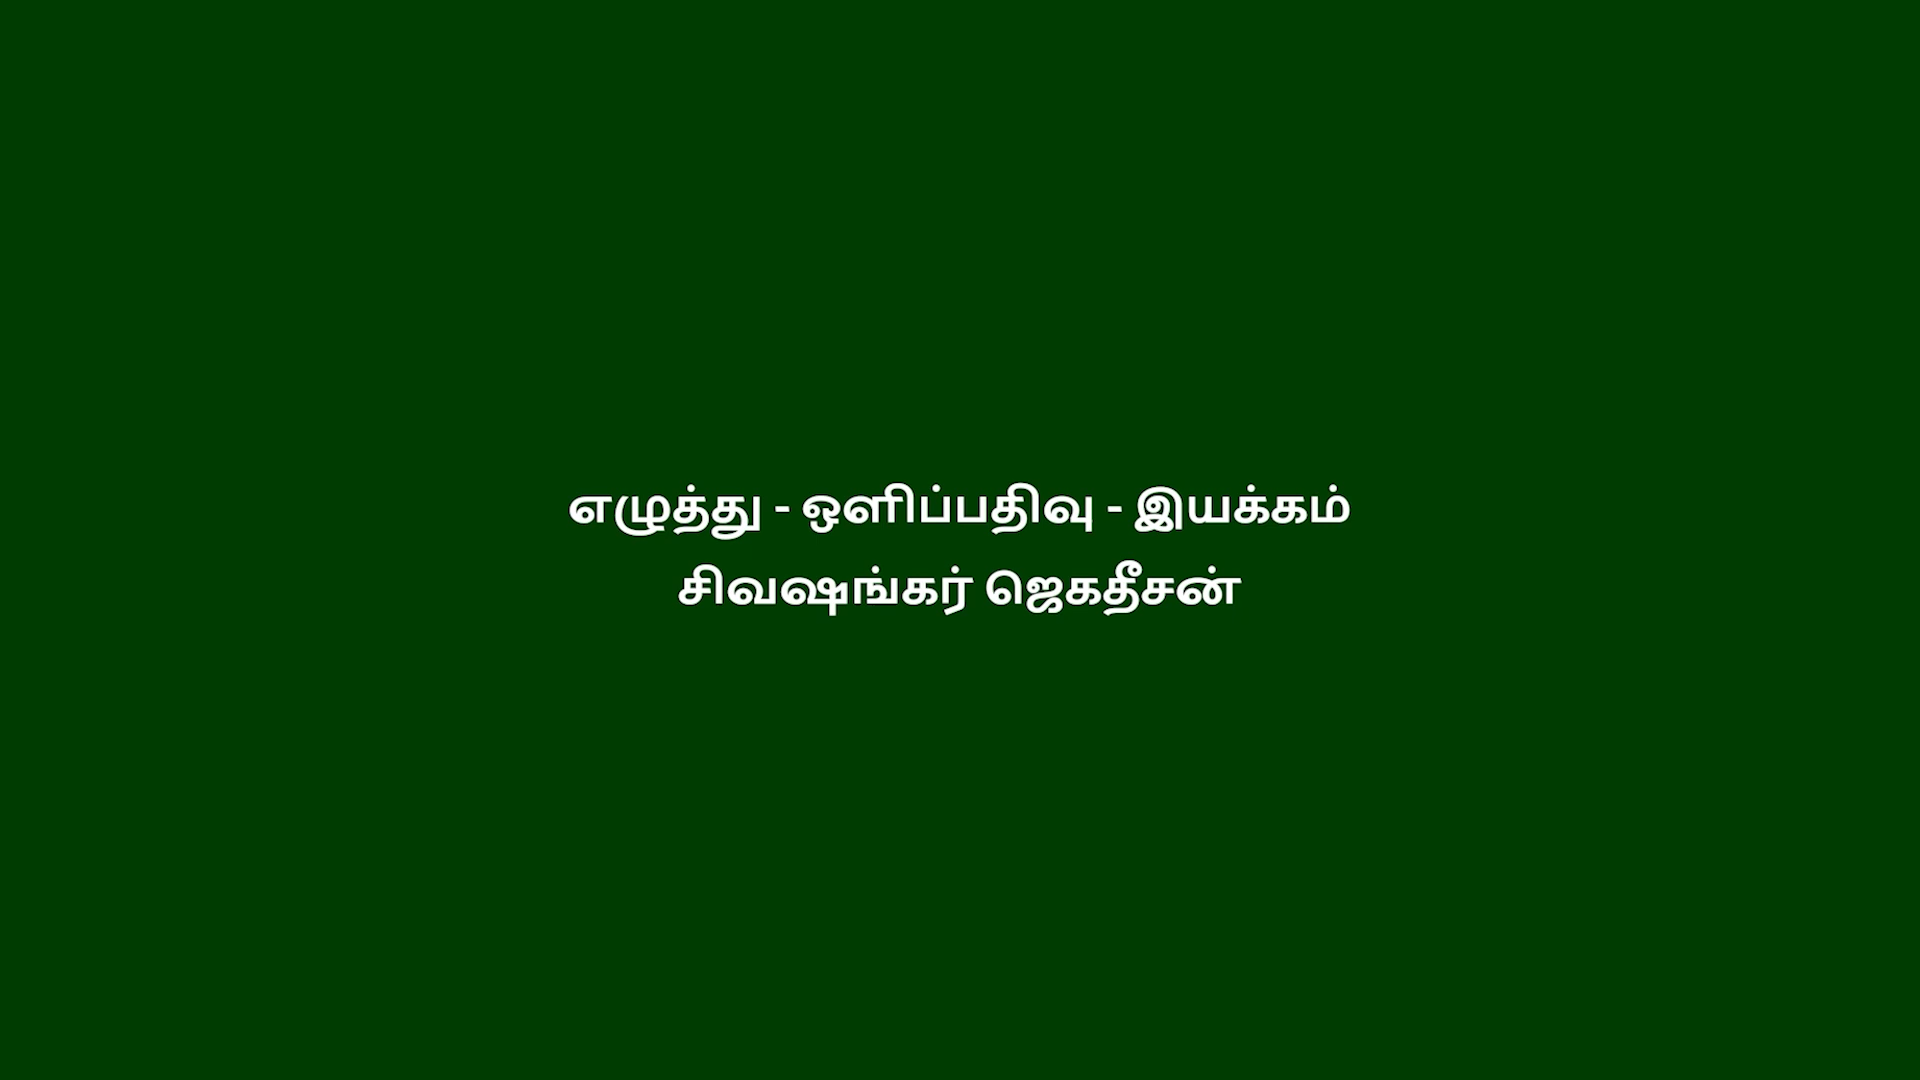 எழுத்து - ஒளிப்பதிவு - இயக்கம்
சிவஷங்கர் ஜெகதீசன்